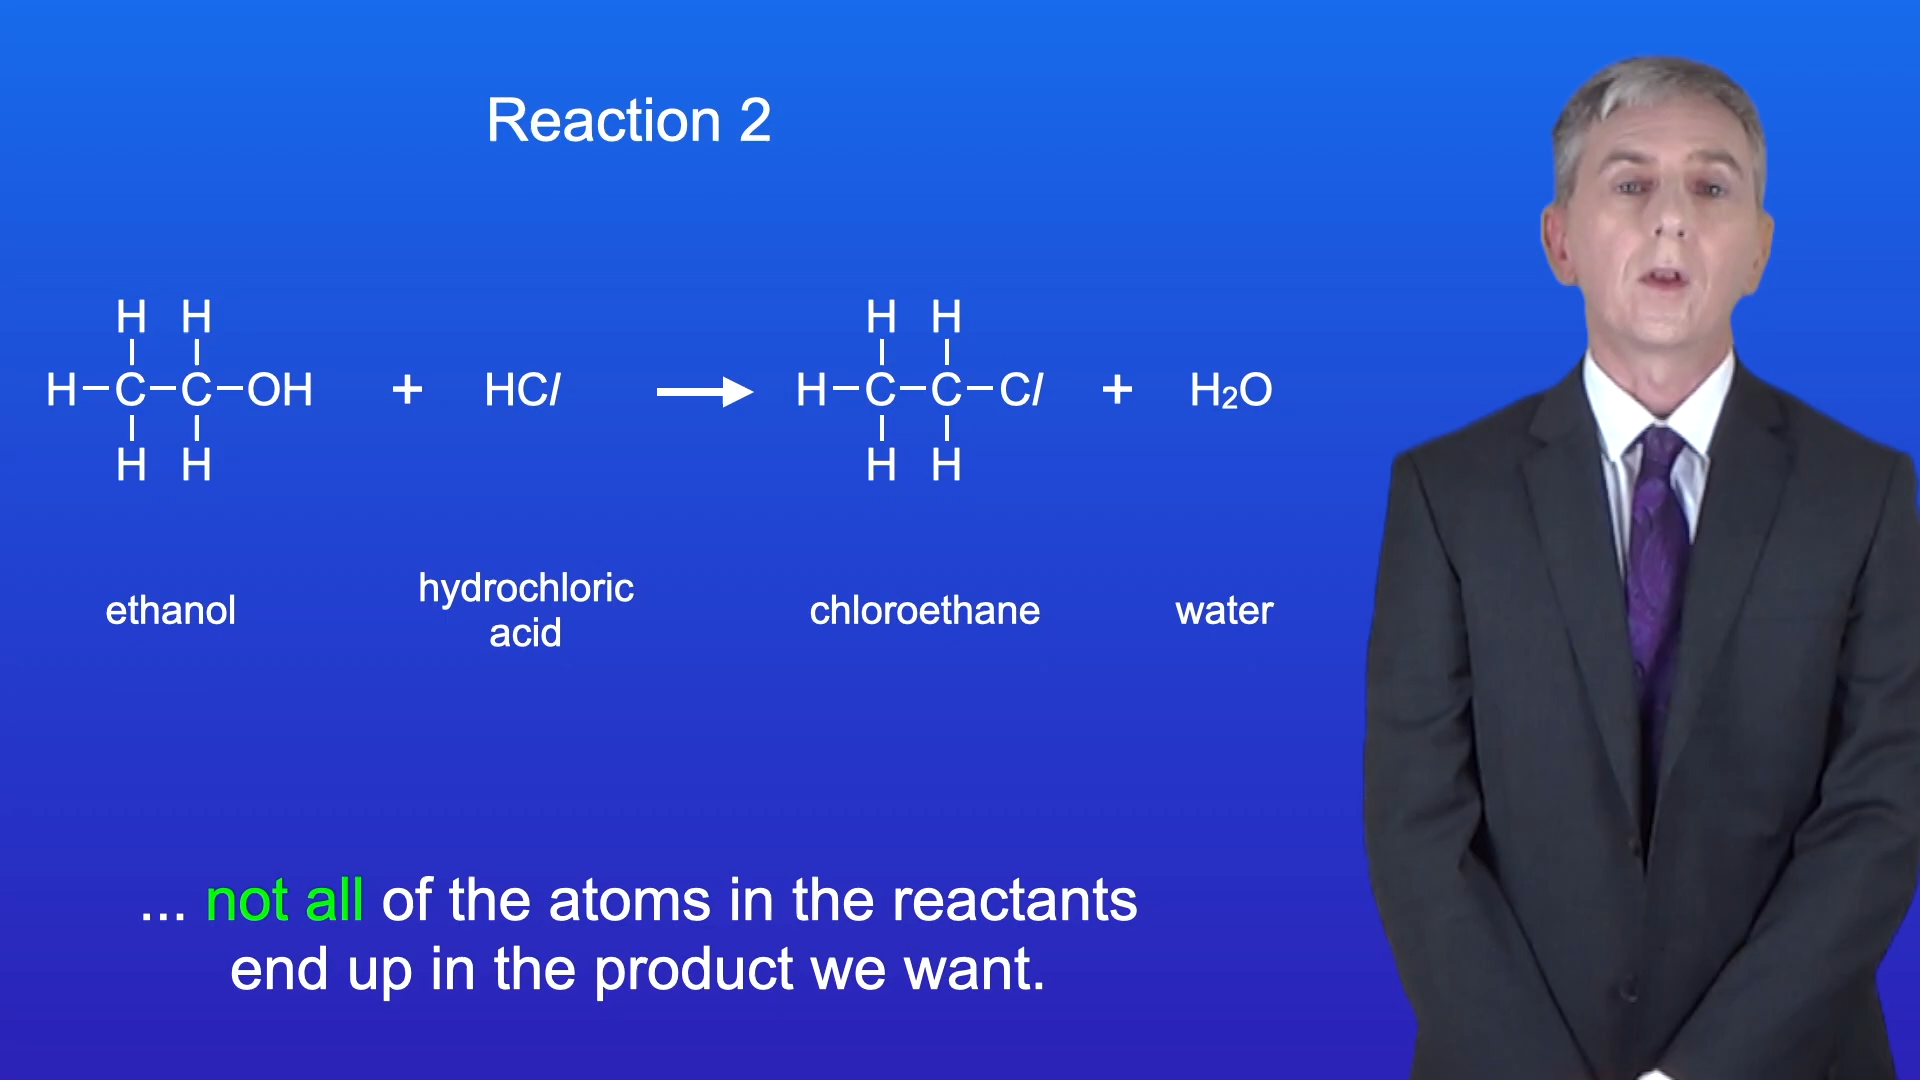 Reaction 2
H H H H
H–C–C–OH + HCl → H–C–C–Cl + H₂O
H H H H
ethanol hydrochloric acid chloroethane water
... not all of the atoms in the reactants
end up in the product we want.